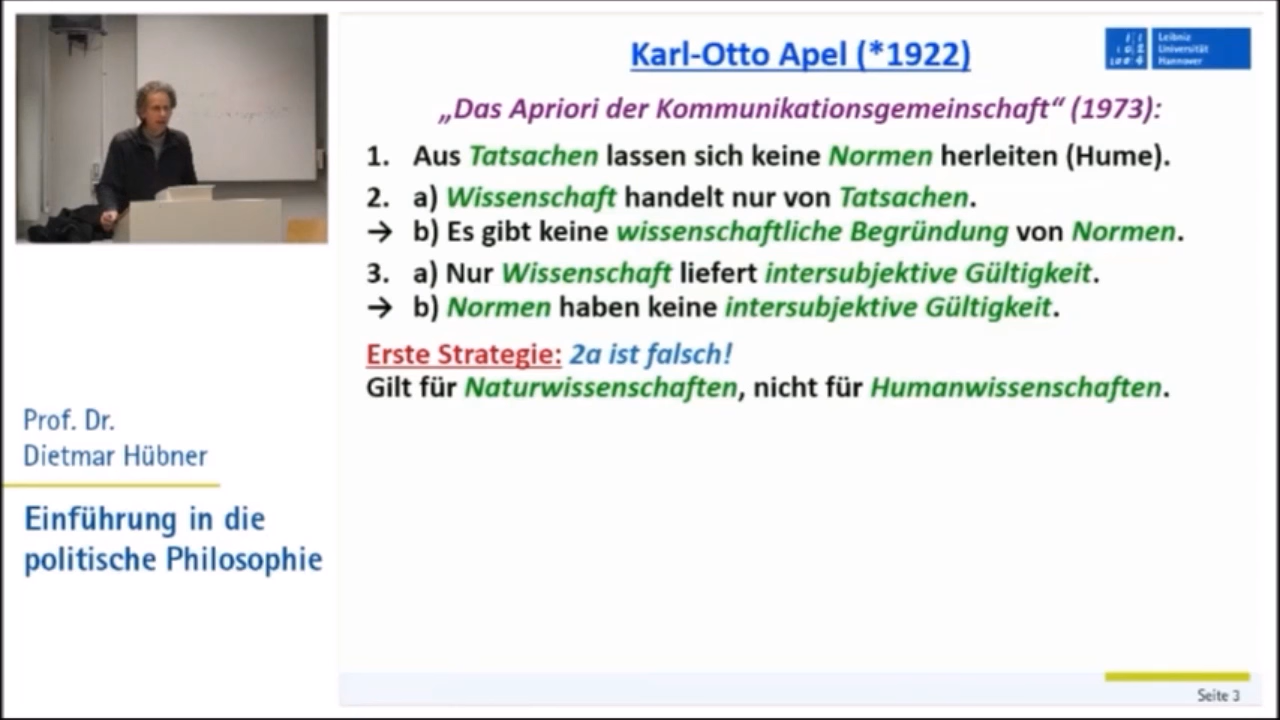 Karl-Otto Apel (*1922)
Leibniz
Universität
Hannover
„Das Apriori der Kommunikationsgemeinschaft“ (1973):
1. Aus Tatsachen lassen sich keine Normen herleiten (Hume).
2. a) Wissenschaft handelt nur von Tatsachen.
→ b) Es gibt keine wissenschaftliche Begründung von Normen.
3. a) Nur Wissenschaft liefert intersubjektive Gültigkeit.
→ b) Normen haben keine intersubjektive Gültigkeit.
Erste Strategie: 2a ist falsch!
Gilt für Naturwissenschaften, nicht für Humanwissenschaften.
Prof. Dr.
Dietmar Hübner
Einführung in die
politische Philosophie
Seite 3